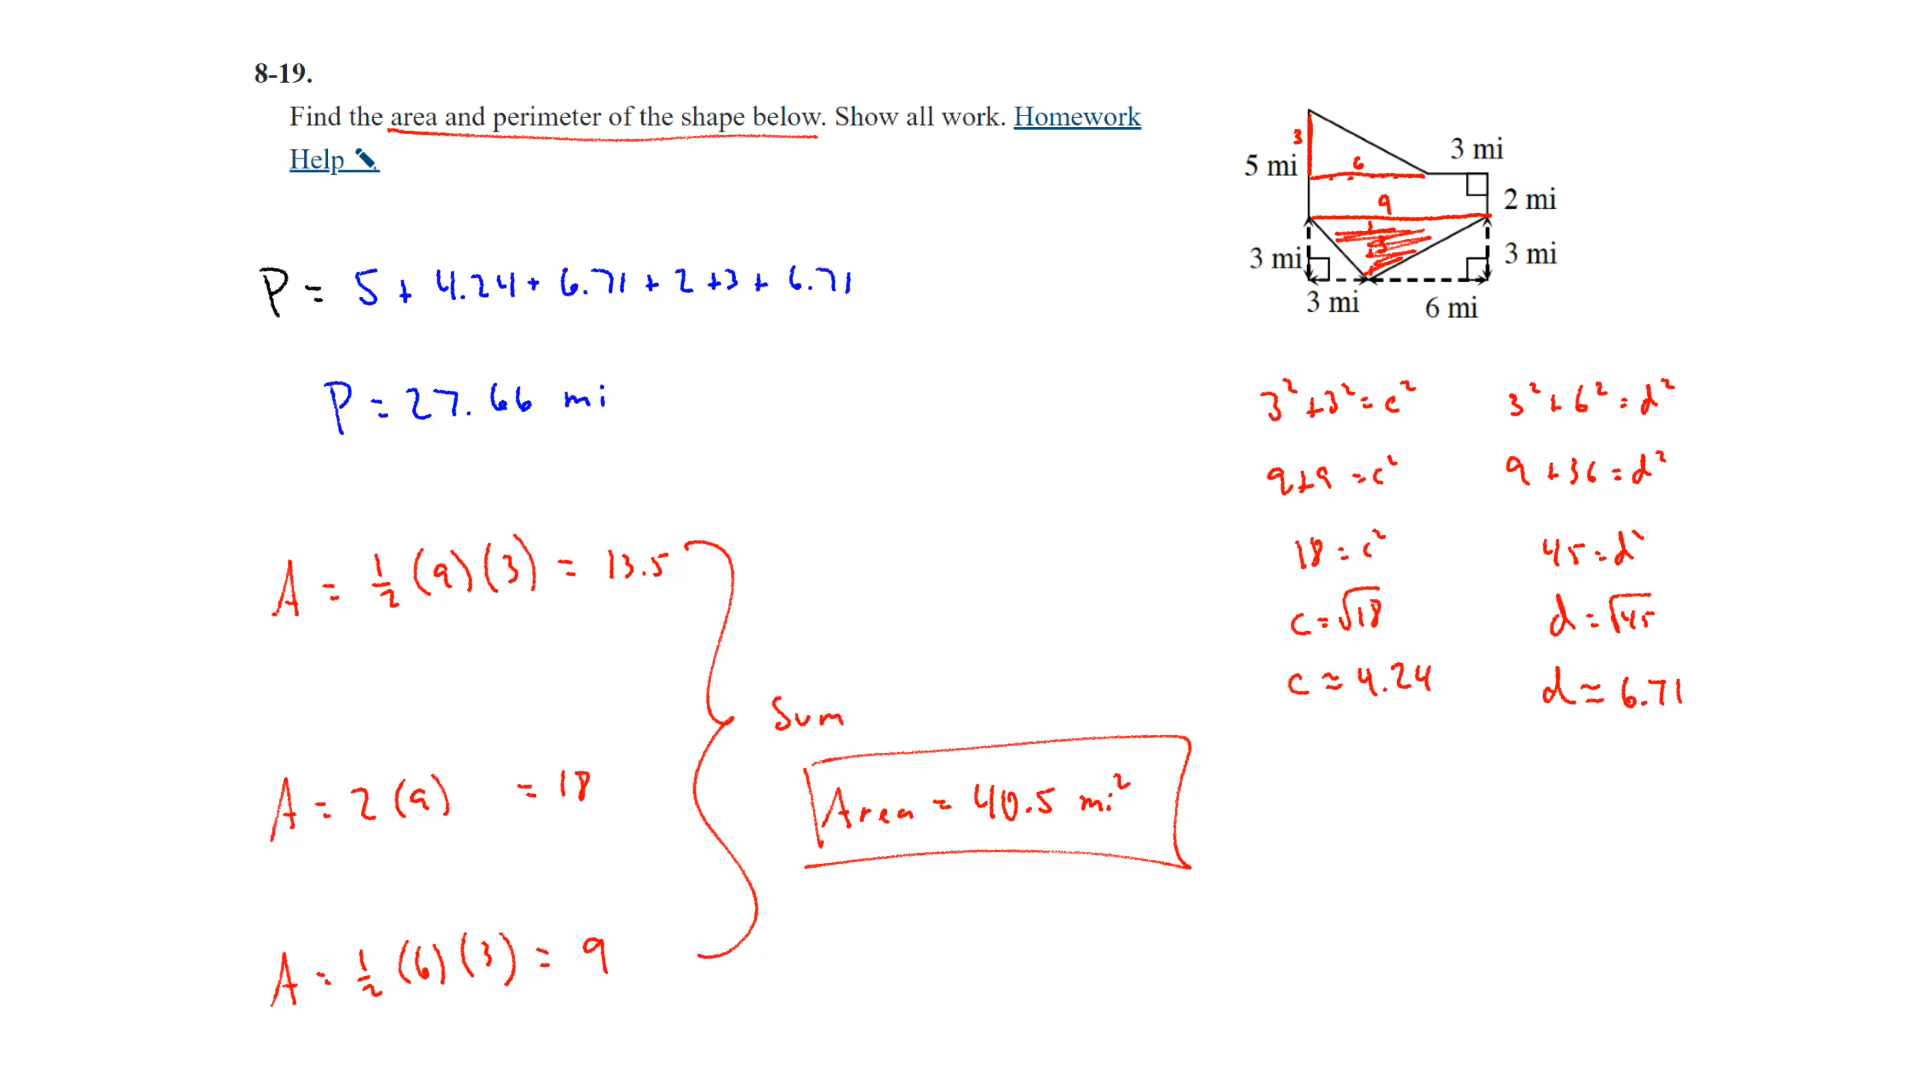 8-19.
Find the area and perimeter of the shape below. Show all work. Homework
Help
3
5 mi
6
3 mi
9
2 mi
3 mi
3 mi
3 mi
6 mi
P = 5 + 4.24 + 6.71 + 2 + 3 + 6.71
P = 27.66 mi
3² + 3² = c²
9 + 9 = c²
18 = c²
c = √18
c ≈ 4.24
3² + 6² = d²
9 + 36 = d²
45 = d²
d = √45
d ≈ 6.71
A = 1/2 (9)(3) = 13.5
A = 2(9) = 18
A = 1/2 (6)(3) = 9
Sum
Area = 40.5 mi²